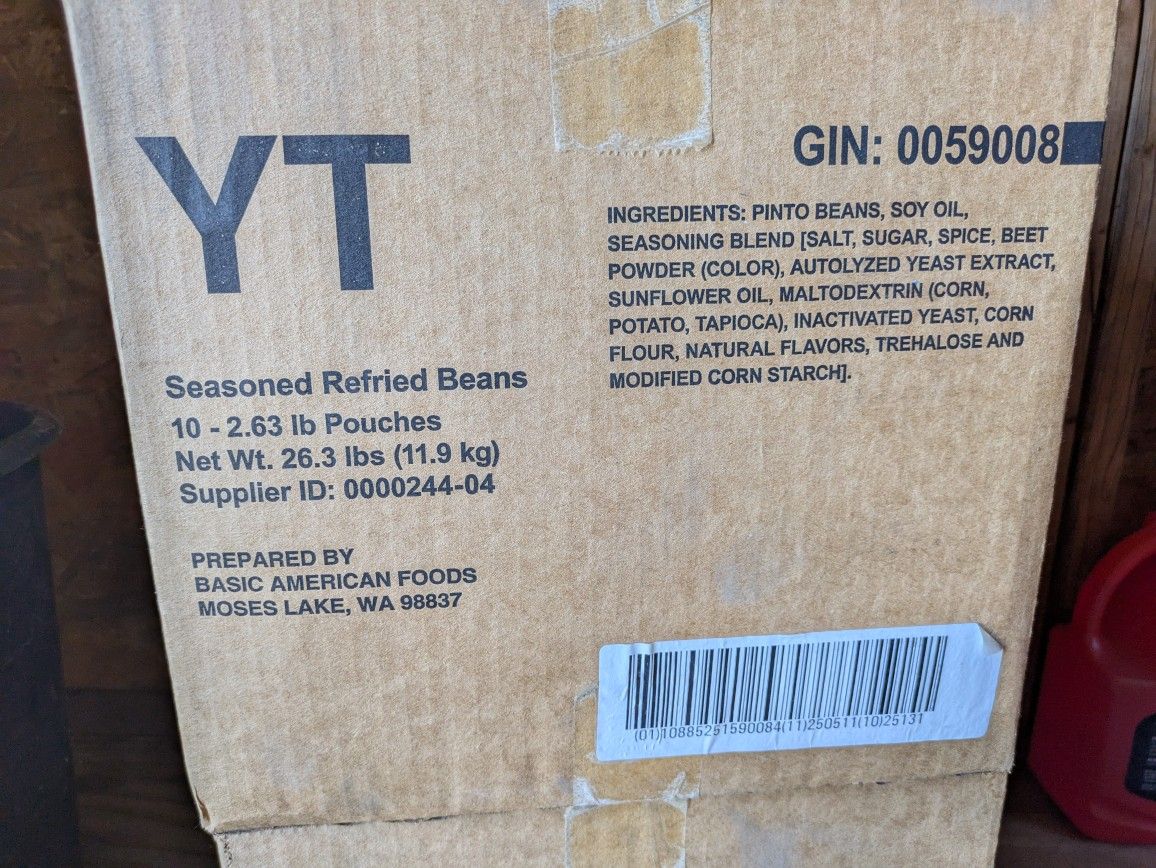 YT
GIN: 0059008
INGREDIENTS: PINTO BEANS, SOY OIL,
SEASONING BLEND [SALT, SUGAR, SPICE, BEET
POWDER (COLOR), AUTOLYZED YEAST EXTRACT,
SUNFLOWER OIL, MALTODEXTRIN (CORN,
POTATO, TAPIOCA), INACTIVATED YEAST, CORN
FLOUR, NATURAL FLAVORS, TREHALOSE AND
MODIFIED CORN STARCH].
Seasoned Refried Beans
10 - 2.63 lb Pouches
Net Wt. 26.3 lbs (11.9 kg)
Supplier ID: 0000244-04
PREPARED BY
BASIC AMERICAN FOODS
MOSES LAKE, WA 98837
(01)10885251590084(11)250511(10)25131